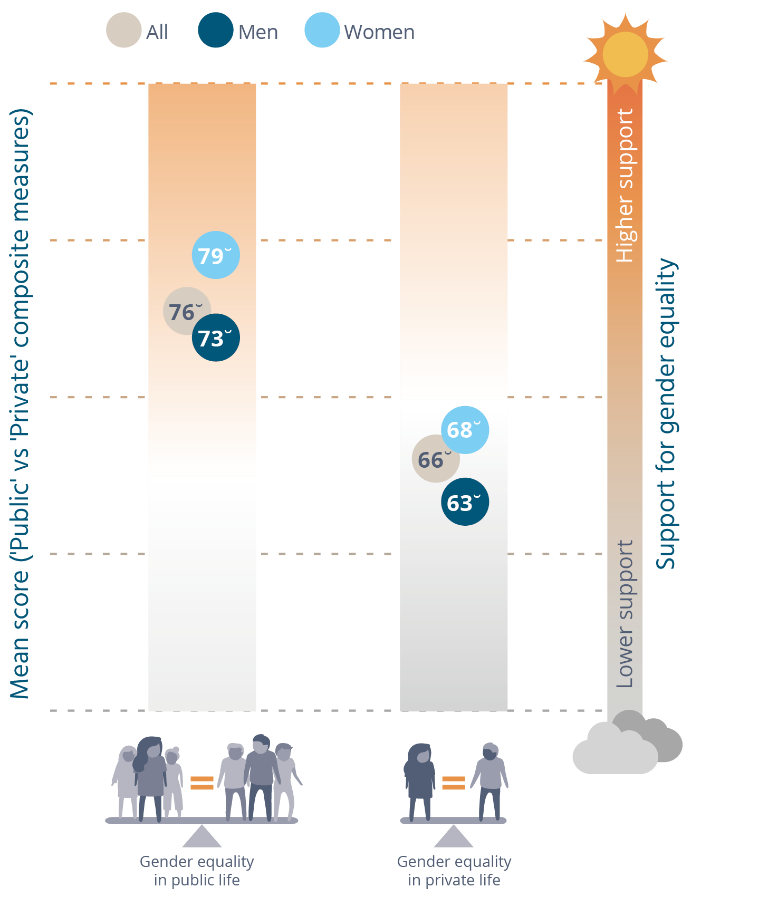 All
Men
Women
Mean score ('Public' vs 'Private' composite measures)
79˘
76˘
73˘
68˘
66˘
63˘
Higher support
Lower support
Support for gender equality
Gender equality
in public life
Gender equality
in private life